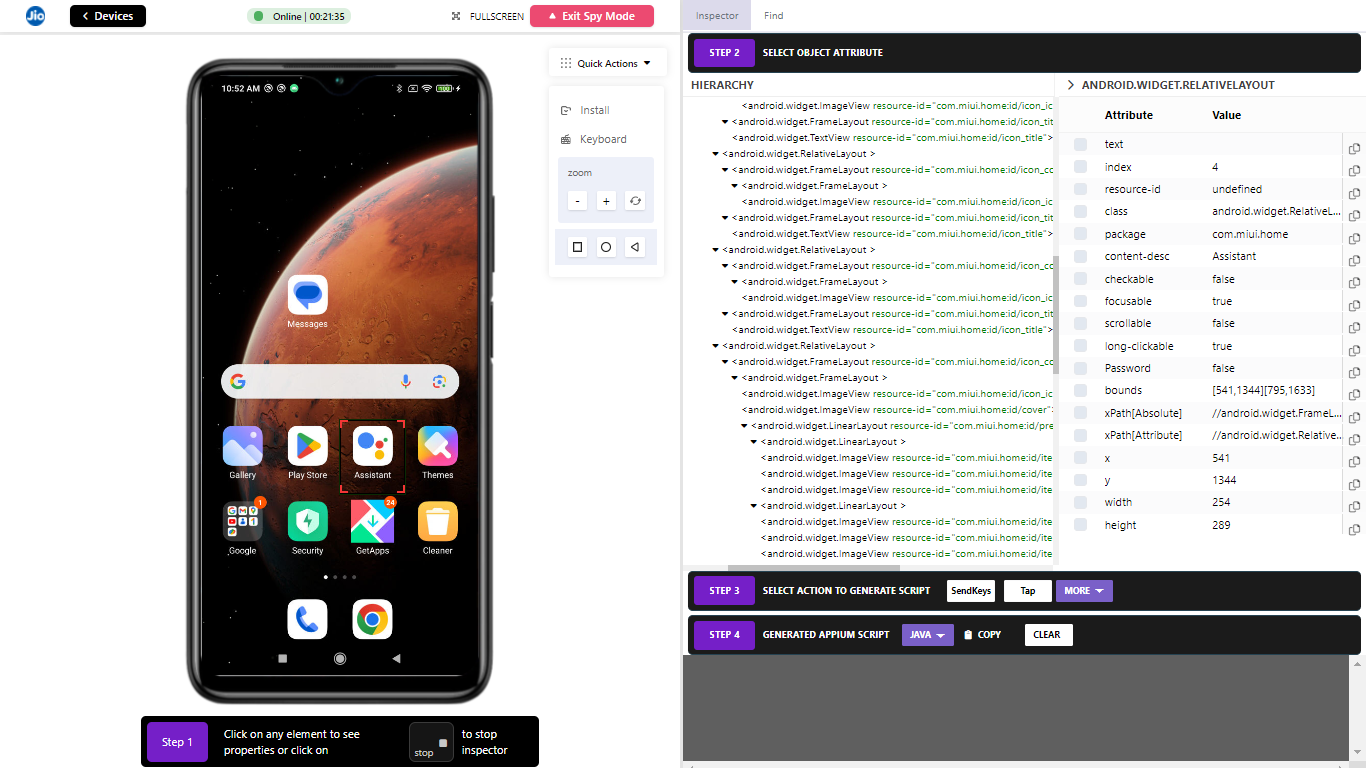 Jio
Devices
Online | 00:21:35
FULLSCREEN
Exit Spy Mode
Quick Actions
Install
Keyboard
zoom
-
+
10:52 AM
100
Messages
Gallery
Play Store
Assistant
Themes
1
24
Google
Security
GetApps
Cleaner
Step 1
Click on any element to see
properties or click on
stop
to stop
inspector
Inspector
Find
STEP 2
SELECT OBJECT ATTRIBUTE
HIERARCHY
<android.widget.ImageView resource-id="com.miui.home:id/icon_ic
<android.widget.FrameLayout resource-id="com.miui.home:id/icon_tit
<android.widget.TextView resource-id="com.miui.home:id/icon_title">
<android.widget.RelativeLayout >
<android.widget.FrameLayout resource-id="com.miui.home:id/icon_co
<android.widget.FrameLayout >
<android.widget.ImageView resource-id="com.miui.home:id/icon_ic
<android.widget.FrameLayout resource-id="com.miui.home:id/icon_tit
<android.widget.TextView resource-id="com.miui.home:id/icon_title">
<android.widget.RelativeLayout >
<android.widget.FrameLayout resource-id="com.miui.home:id/icon_co
<android.widget.FrameLayout >
<android.widget.ImageView resource-id="com.miui.home:id/icon_ic
<android.widget.FrameLayout resource-id="com.miui.home:id/icon_tit
<android.widget.TextView resource-id="com.miui.home:id/icon_title">
<android.widget.RelativeLayout >
<android.widget.FrameLayout resource-id="com.miui.home:id/icon_co
<android.widget.FrameLayout >
<android.widget.ImageView resource-id="com.miui.home:id/icon_ic
<android.widget.ImageView resource-id="com.miui.home:id/cover"
<android.widget.LinearLayout resource-id="com.miui.home:id/pre
<android.widget.LinearLayout >
<android.widget.ImageView resource-id="com.miui.home:id/ite
<android.widget.ImageView resource-id="com.miui.home:id/ite
<android.widget.ImageView resource-id="com.miui.home:id/ite
<android.widget.LinearLayout >
<android.widget.ImageView resource-id="com.miui.home:id/ite
<android.widget.ImageView resource-id="com.miui.home:id/ite
<android.widget.ImageView resource-id="com.miui.home:id/ite
ANDROID.WIDGET.RELATIVELAYOUT
Attribute Value
text
index 4
resource-id undefined
class android.widget.RelativeL...
package com.miui.home
content-desc Assistant
checkable false
focusable true
scrollable false
long-clickable true
Password false
bounds [541,1344][795,1633]
xPath[Absolute] //android.widget.FrameL...
xPath[Attribute] //android.widget.Relative...
x 541
y 1344
width 254
height 289
STEP 3
SELECT ACTION TO GENERATE SCRIPT
SendKeys
Tap
MORE
STEP 4
GENERATED APPIUM SCRIPT
JAVA
COPY
CLEAR